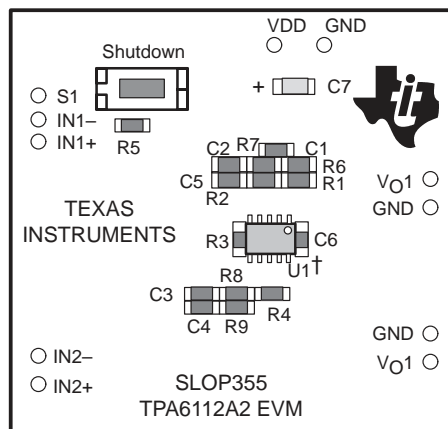 VDD GND
Shutdown
+ C7
S1
IN1–
IN1+
R5
C2 R7 C1
R6
C5 R1
R2
VO1
GND
TEXAS
INSTRUMENTS
R3 C6
U1†
R8
C3
R4
C4 R9
GND
VO1
IN2–
IN2+
SLOP355
TPA6112A2 EVM